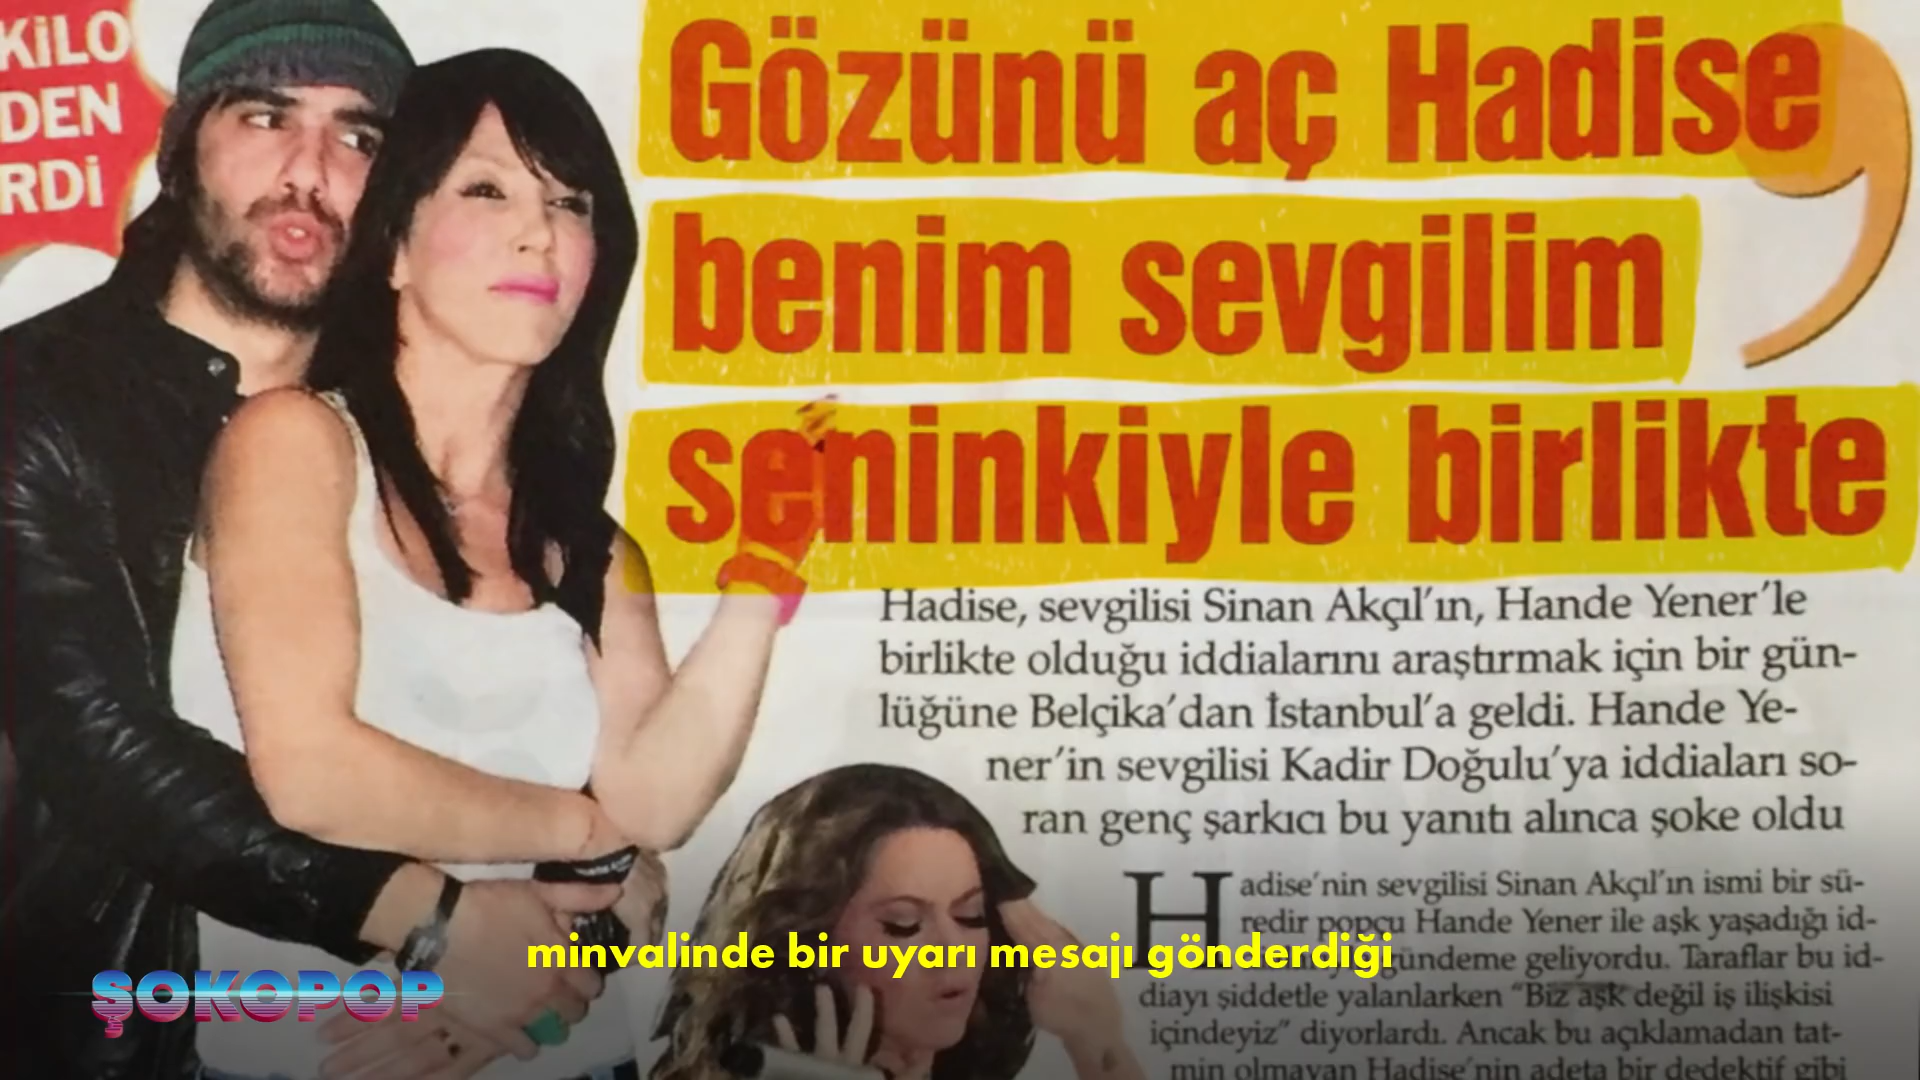 KİLO
DEN
RDİ
Gözünü aç Hadise
benim sevgilim
seninkiyle birlikte
Hadise, sevgilisi Sinan Akçıl'ın, Hande Yener'le
birlikte olduğu iddialarını araştırmak için bir gün-
lüğüne Belçika'dan İstanbul'a geldi. Hande Ye-
ner'in sevgilisi Kadir Doğulu'ya iddiaları so-
ran genç şarkıcı bu yanıtı alınca şoke oldu
Hadise'nin sevgilisi Sinan Akçıl'ın ismi bir sü-
redir popçu Hande Yener ile aşk yaşadığı id-
gündeme geliyordu. Taraflar bu id-
diayı şiddetle yalanlarken "Biz aşk değil iş ilişkisi
içindeyiz" diyorlardı. Ancak bu açıklamadan tat-
min olmayan Hadise'nin adeta bir dedektif gibi
minvalinde bir uyarı mesajı gönderdiği
ŞOKOPOP